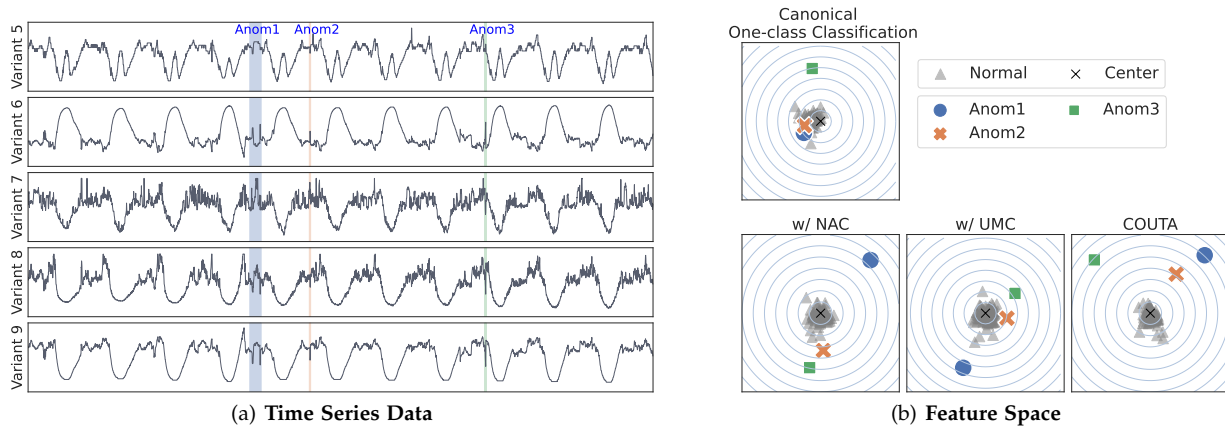 Variant 5
Anom1
Anom2
Anom3
Variant 6
Variant 7
Variant 8
Variant 9
(a) Time Series Data
Canonical
One-class Classification
Normal
Center
Anom1
Anom3
Anom2
w/ NAC
w/ UMC
COUTA
(b) Feature Space